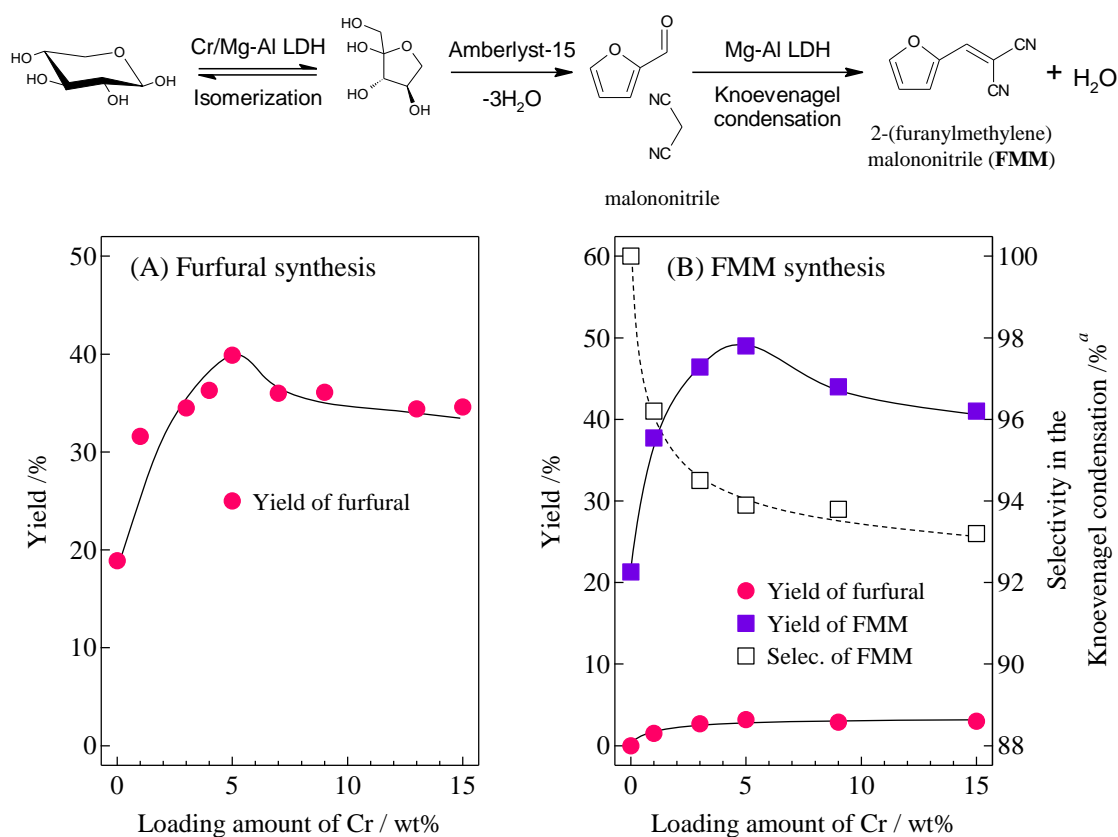 Cr/Mg-Al LDH
Isomerization
Amberlyst-15
-3H2O
Mg-Al LDH
Knoevenagel
condensation
HO
HO
HO
O
OH
OH
HO
HO
HO
O
OH
O
O
NC
NC
malononitrile
O
CN
CN
+ H2O
2-(furanylmethylene)
malononitrile (FMM)
(A) Furfural synthesis
Yield /%
50
40
30
20
10
0
Yield of furfural
0 5 10 15
Loading amount of Cr / wt%
(B) FMM synthesis
Yield /%
60
50
40
30
20
10
0
Yield of furfural
Yield of FMM
Selec. of FMM
0 5 10 15
Loading amount of Cr / wt%
100
98
96
94
92
90
88
Selectivity in the
Knoevenagel condensation /%a